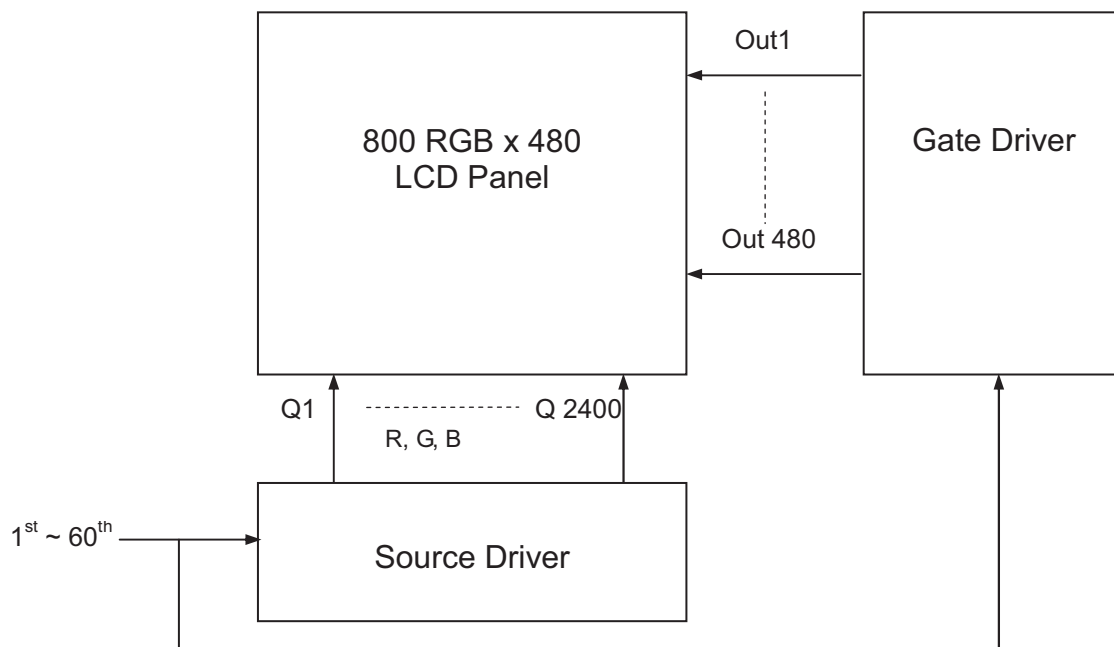 Out1
800 RGB x 480
LCD Panel
Gate Driver
Out 480
Q1
Q 2400
R, G, B
1st ~ 60th
Source Driver